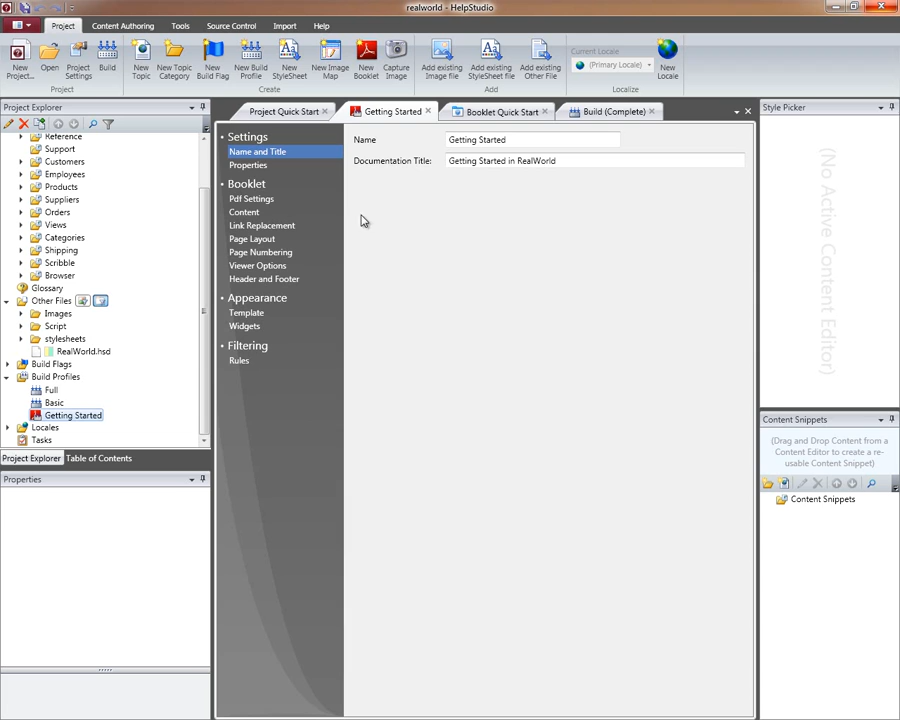 realworld - HelpStudio
Project
Content Authoring
Tools
Source Control
Import
Help
New Project...
Open
Project Settings
Build
New Topic
New Topic Category
New Build Flag
New Build Profile
New StyleSheet
New Image Map
New Booklet
Capture Image
Add existing Image file
Add existing StyleSheet file
Add existing Other File
Current Locale
(Primary Locale)
New Locale
Project
Create
Add
Localize
Project Explorer
Reference
Support
Customers
Employees
Products
Suppliers
Orders
Views
Categories
Shipping
Scribble
Browser
Glossary
Other Files
Images
Script
stylesheets
RealWorld.hsd
Build Flags
Build Profiles
Full
Basic
Getting Started
Locales
Tasks
Project Explorer
Table of Contents
Properties
Project Quick Start
Getting Started
Booklet Quick Start
Build (Complete)
Settings
Name and Title
Properties
Booklet
Pdf Settings
Content
Link Replacement
Page Layout
Page Numbering
Viewer Options
Header and Footer
Appearance
Template
Widgets
Filtering
Rules
Name
Getting Started
Documentation Title:
Getting Started in RealWorld
Style Picker
(No Active Content Editor)
Content Snippets
(Drag and Drop Content from a
Content Editor to create a re-
usable Content Snippet)
Content Snippets